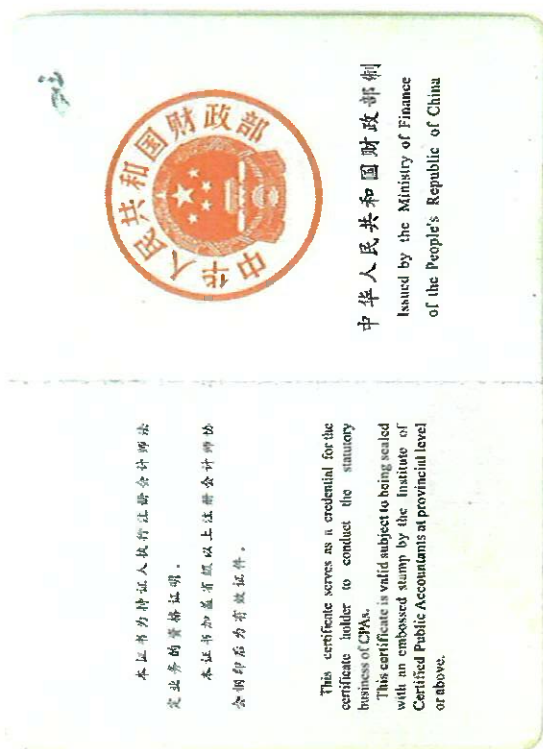 本证书为持证人执行注册会计师法
定业务的资格证明。
本证书加盖省级以上注册会计师协
会钢印后为有效证件。
This certificate serves as a credential for the
certificate holder to conduct the statutory
business of CPAs.
This certificate is valid subject to being sealed
with an embossed stamp by the Institute of
Certified Public Accountants at provincial level
or above.
中华人民共和国财政部
中华人民共和国财政部制
Issued by the Ministry of Finance
of the People's Republic of China